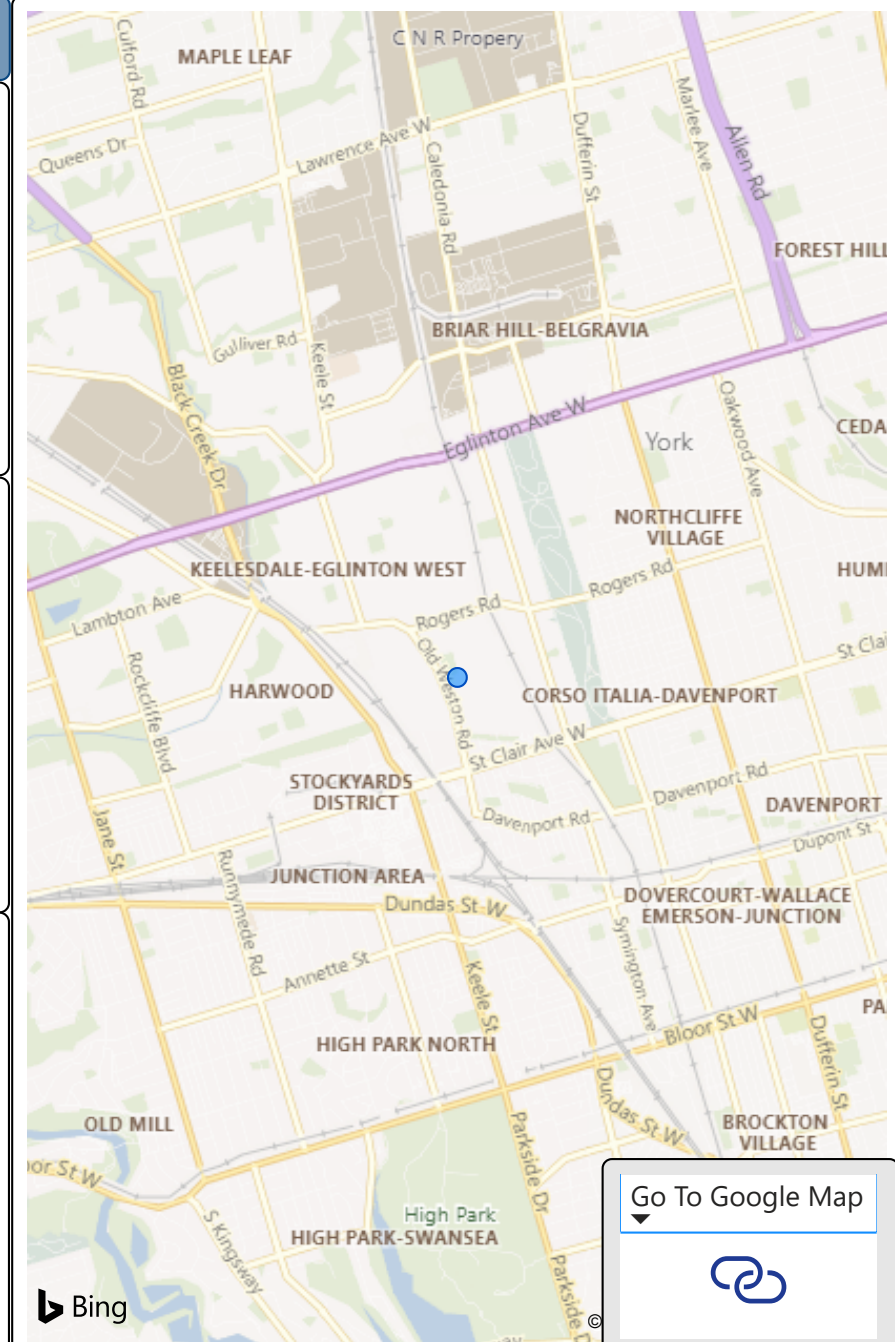 C N R Propery
MAPLE LEAF
Culford Rd
Marlee Ave
Allen Rd
Dufferin St
Lawrence Ave W
Queens Dr
Caledonia Rd
FOREST HILL
BRIAR HILL-BELGRAVIA
Gulliver Rd
Keele St
Black Creek Dr
Eglinton Ave W
Oakwood Ave
York
CEDA
NORTHCLIFFE
VILLAGE
KEELESDALE-EGLINTON WEST
Rogers Rd
HUM
Lambton Ave
Rogers Rd
Old Weston Rd
St Cla
Rockcliffe Blvd
HARWOOD
CORSO ITALIA-DAVENPORT
St Clair Ave W
STOCKYARDS
DISTRICT
Davenport Rd
Davenport Rd
DAVENPORT
Jane St
Dupont St
Runnymede Rd
JUNCTION AREA
Dundas St W
DOVERCOURT-WALLACE
EMERSON-JUNCTION
Symington Ave
Annette St
Keele St
PA
Bloor St W
Dufferin St
HIGH PARK NORTH
Dundas St W
OLD MILL
BROCKTON
VILLAGE
Parkside Dr
oor St W
Go To Google Map
S Kingsway
High Park
HIGH PARK-SWANSEA
Parkside D
Bing
©